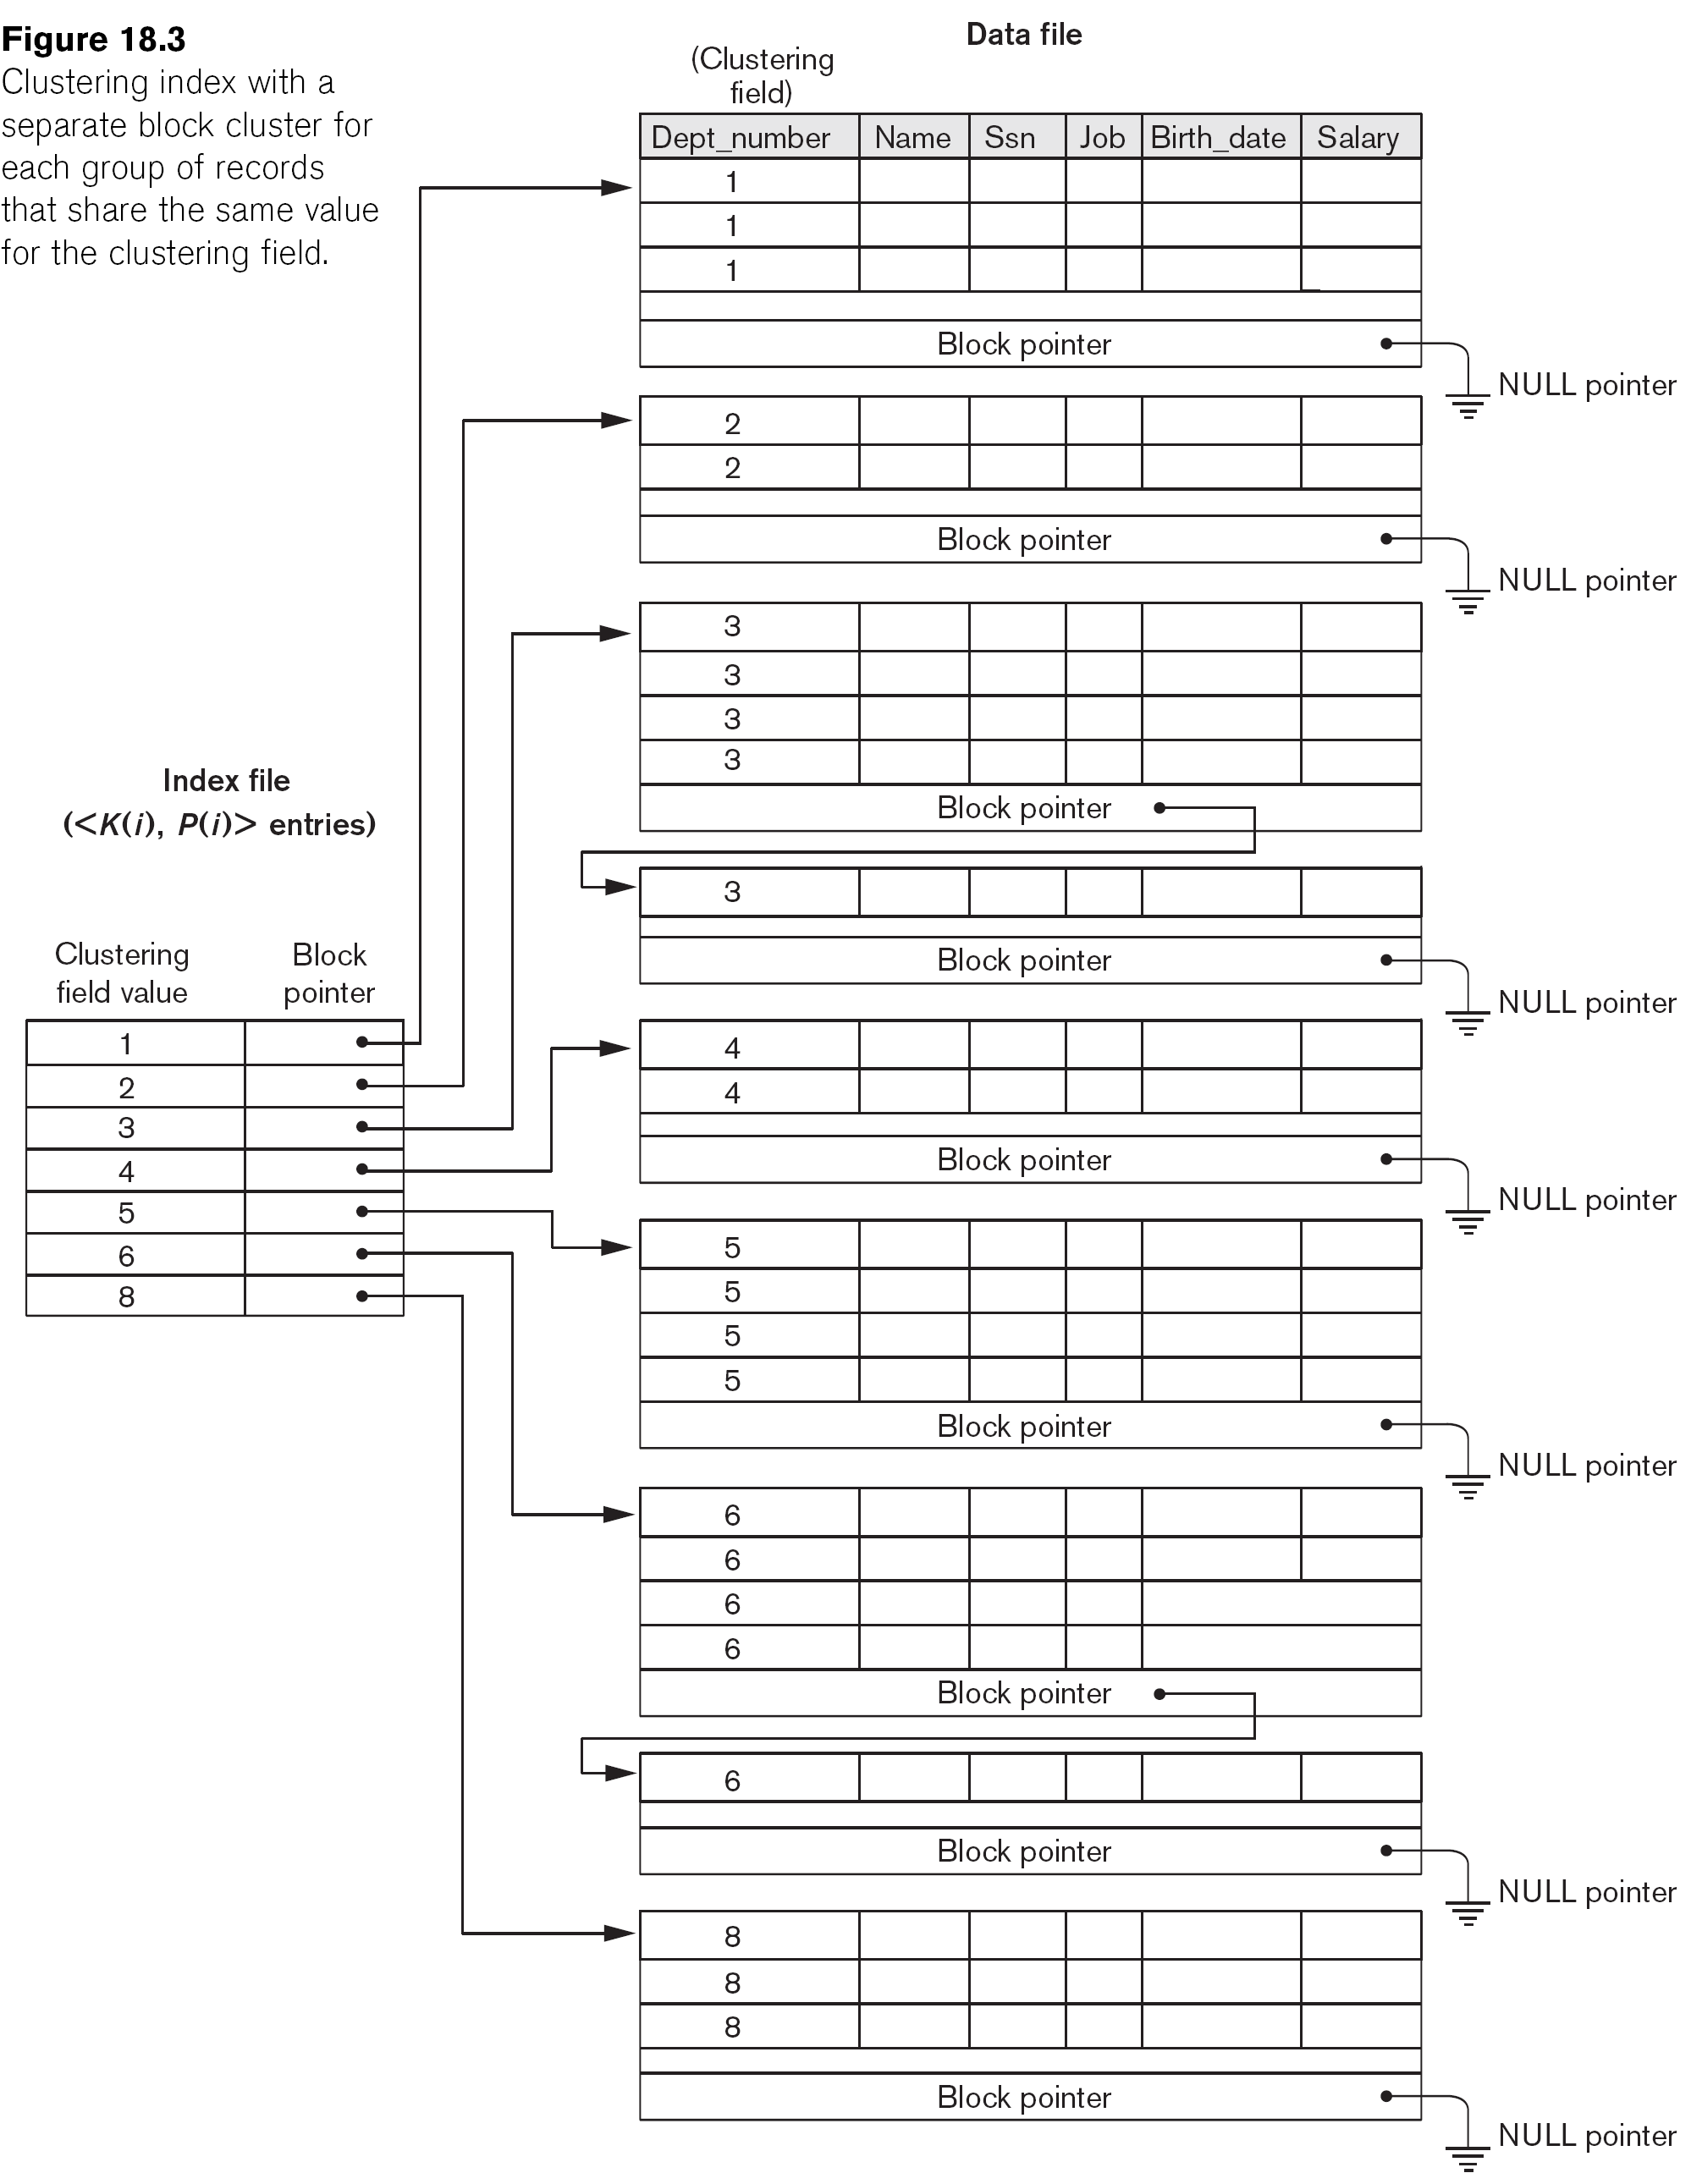 Figure 18.3
Clustering index with a
separate block cluster for
each group of records
that share the same value
for the clustering field.
Data file
(Clustering
field)
Dept_number Name Ssn Job Birth_date Salary
1
1
1
Block pointer
NULL pointer
2
2
Block pointer
NULL pointer
3
3
3
3
Block pointer
3
Block pointer
NULL pointer
4
4
Block pointer
NULL pointer
5
5
5
5
Block pointer
NULL pointer
6
6
6
6
Block pointer
6
Block pointer
NULL pointer
8
8
8
Block pointer
NULL pointer
Index file
(<K(i), P(i)> entries)
Clustering
field value
Block
pointer
1
2
3
4
5
6
8